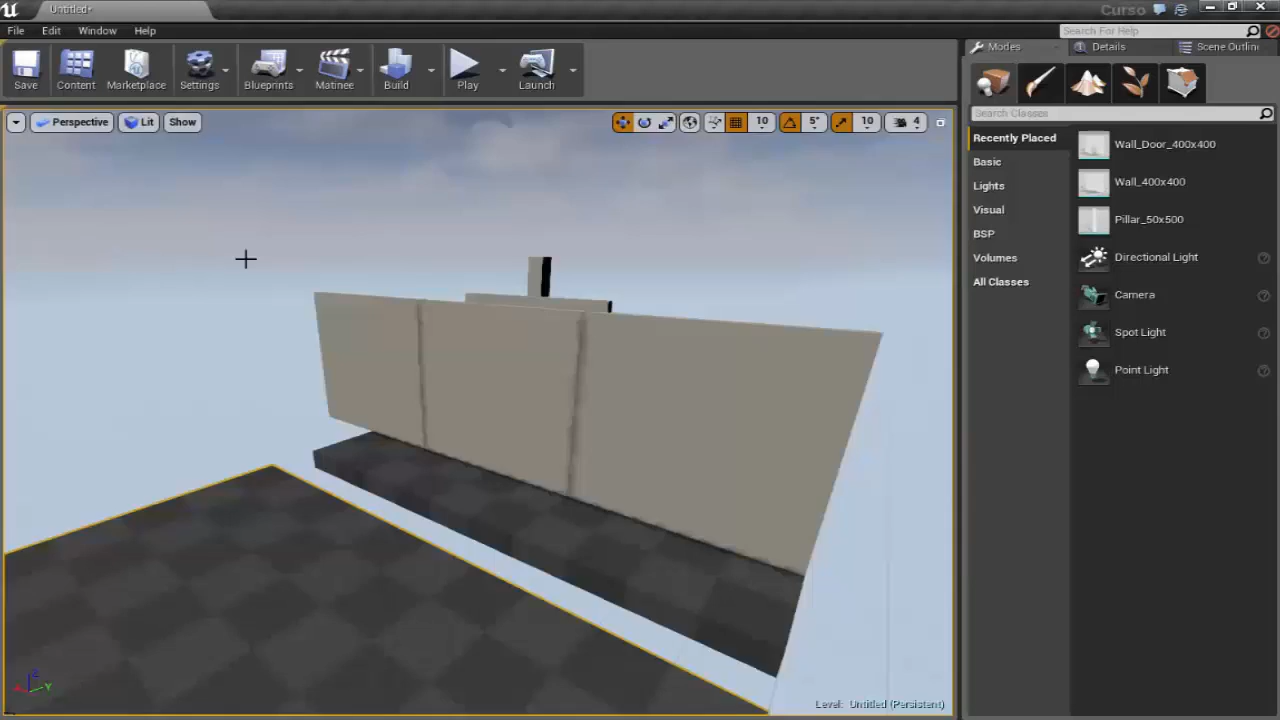 Untitled*
Curso
File Edit Window Help
Search For Help
Save Content Marketplace Settings Blueprints Matinee Build Play Launch
Modes Details Scene Outlin
Search Classes
Perspective Lit Show
10 5° 10 4
Recently Placed
Basic
Lights
Visual
BSP
Volumes
All Classes
Wall_Door_400x400
Wall_400x400
Pillar_50x500
Directional Light
Camera
Spot Light
Point Light
Level: Untitled (Persistent)
Z
X Y